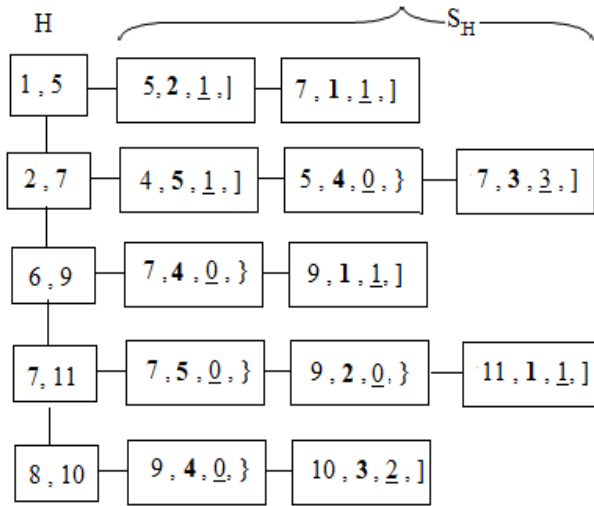 H S_H
1 , 5 5, 2 , 1 , ] 7 , 1 , 1 , ]
2 , 7 4 , 5 , 1 , ] 5 , 4 , 0 , } 7 , 3 , 3 , ]
6 , 9 7 , 4 , 0 , } 9 , 1 , 1 , ]
7 , 11 7 , 5 , 0 , } 9 , 2 , 0 , } 11 , 1 , 1 , ]
8 , 10 9 , 4 , 0 , } 10 , 3 , 2 , ]